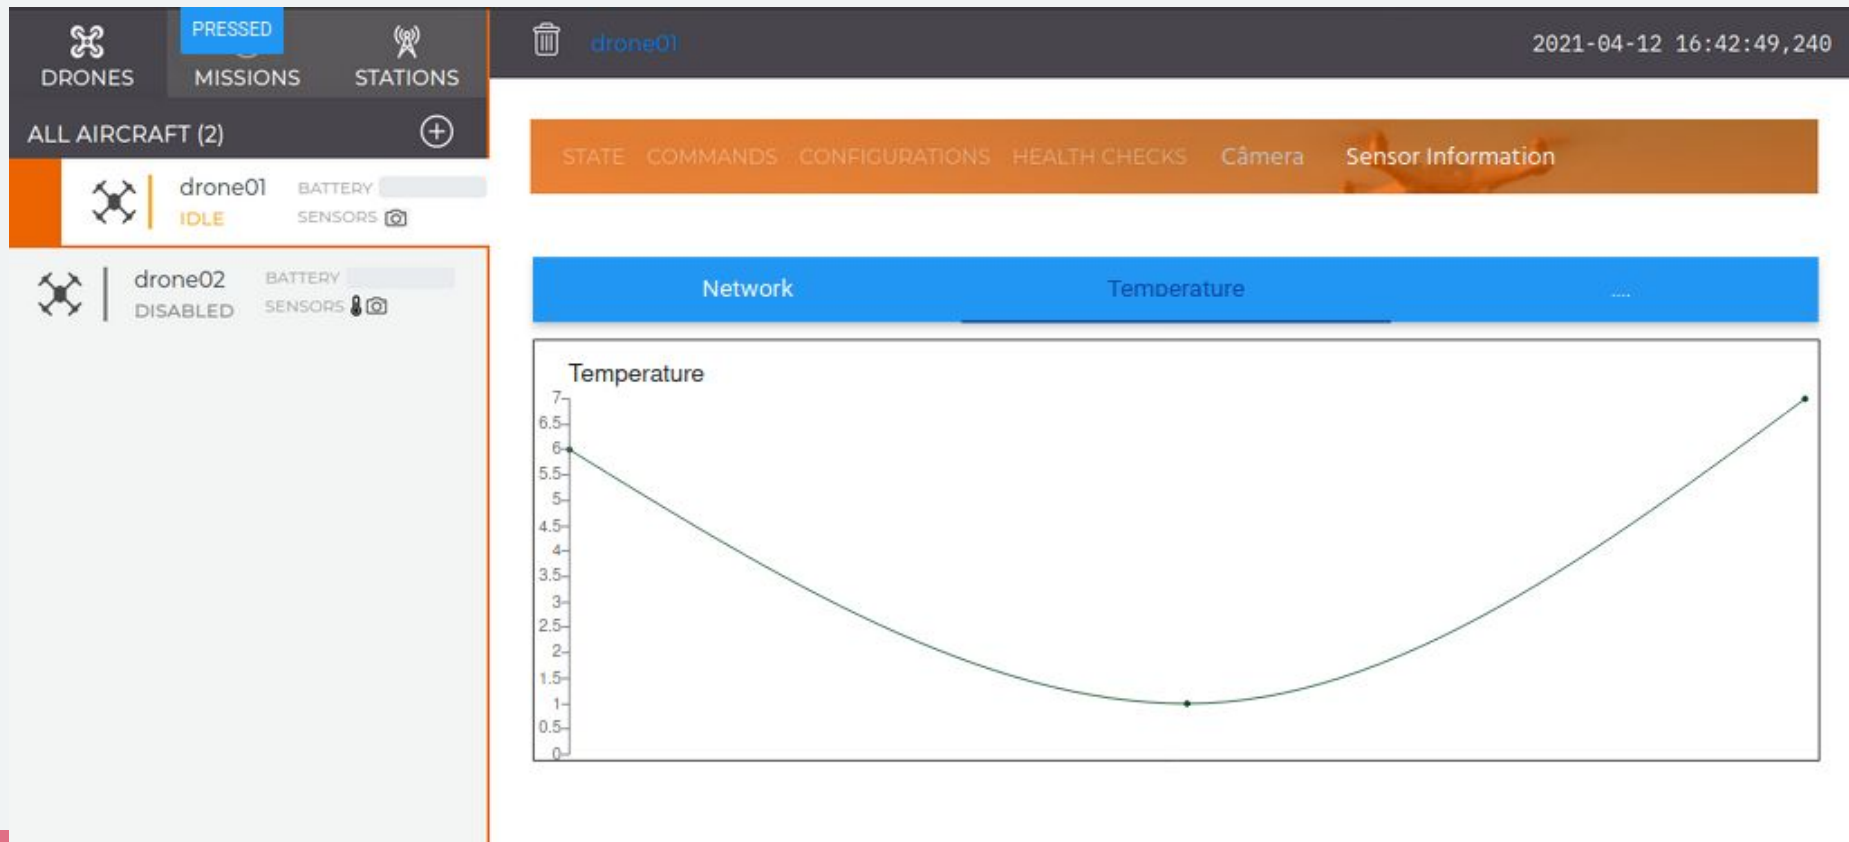 PRESSED
DRONES MISSIONS STATIONS
drone01
2021-04-12 16:42:49,240
ALL AIRCRAFT (2)
drone01 BATTERY
IDLE SENSORS
drone02 BATTERY
DISABLED SENSORS
STATE COMMANDS CONFIGURATIONS HEALTH CHECKS Câmera Sensor Information
Network Temperature ....
Temperature
7
6.5
6
5.5
5
4.5
4
3.5
3
2.5
2
1.5
1
0.5
0